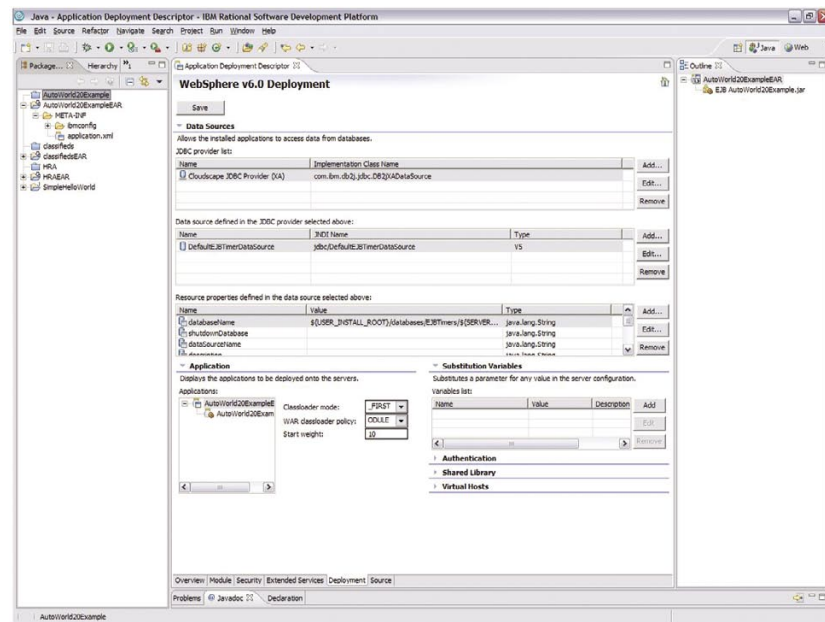 Java - Application Deployment Descriptor - IBM Rational Software Development Platform
File Edit Source Refactor Navigate Search Project Run Window Help
Java Web
Package... Hierarchy
AutoWorld20Example
AutoWorld20ExampleEAR
META-INF
ibmconfig
application.xml
classifieds
classifiedsEAR
HRA
HRAEAR
SimpleHelloWorld
Application Deployment Descriptor
WebSphere v6.0 Deployment
Save
Data Sources
Allows the installed applications to access data from databases.
JDBC provider list:
Name Implementation Class Name
Cloudscape JDBC Provider (XA) com.ibm.db2j.jdbc.DB2jXADataSource
Add...
Edit...
Remove
Data source defined in the JDBC provider selected above:
Name JNDI Name Type
DefaultEJBTimerDataSource jdbc/DefaultEJBTimerDataSource V5
Add...
Edit...
Remove
Resource properties defined in the data source selected above:
Name Value Type
databaseName ${USER_INSTALL_ROOT}/databases/EJBTimers/${SERVER... java.lang.String
shutdownDatabase java.lang.String
dataSourceName java.lang.String
description java.lang.String
Add...
Edit...
Remove
Application
Displays the applications to be deployed onto the servers.
Applications:
AutoWorld20ExampleE
AutoWorld20Exam
Classloader mode: _FIRST
WAR classloader policy: ODULE
Start weight: 10
Substitution Variables
Substitutes a parameter for any value in the server configuration.
Variables list:
Name Value Description
Add
Edit
Remove
Authentication
Shared Library
Virtual Hosts
Overview Module Security Extended Services Deployment Source
Problems @ Javadoc Declaration
Outline
AutoWorld20ExampleEAR
EJB AutoWorld20Example.jar
AutoWorld20Example